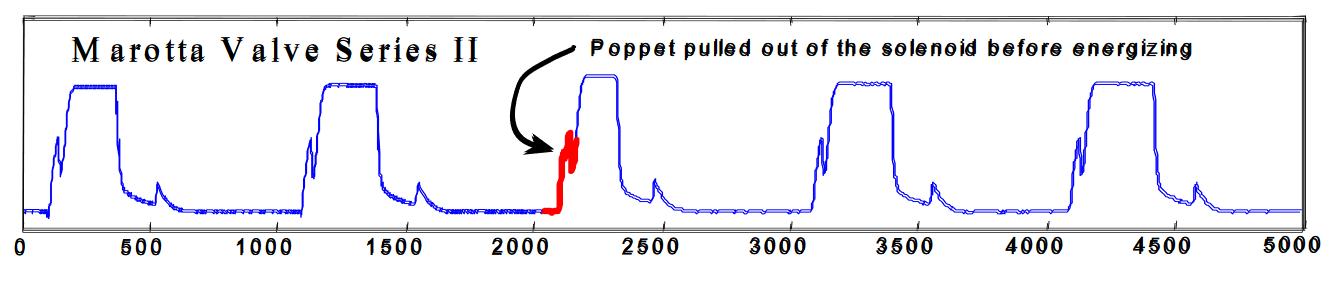 Marotta Valve Series II
Poppet pulled out of the solenoid before energizing
0 500 1000 1500 2000 2500 3000 3500 4000 4500 5000